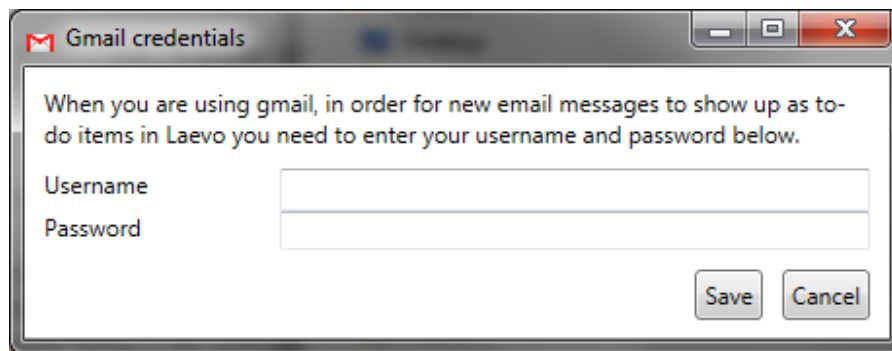 Gmail credentials
When you are using gmail, in order for new email messages to show up as to-
do items in Laevo you need to enter your username and password below.
Username
Password
Save Cancel